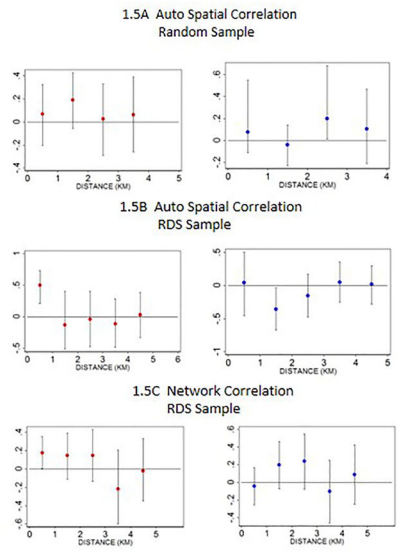 1.5A Auto Spatial Correlation
Random Sample
.4
.2
0
-.2
-.4
0 1 2 3 4 5
DISTANCE (KM)
.6
.4
.2
0
-.2
0 1 2 3 4
DISTANCE (KM)
1.5B Auto Spatial Correlation
RDS Sample
1
.5
0
-.5
0 1 2 3 4 5 6
DISTANCE (KM)
.5
0
-.5
-1
0 1 2 3 4 5
DISTANCE (KM)
1.5C Network Correlation
RDS Sample
.4
.2
0
-.2
-.4
-.6
0 1 2 3 4 5 6
DISTANCE (KM)
.6
.4
.2
0
-.2
-.4
0 1 2 3 4 5
DISTANCE (KM)